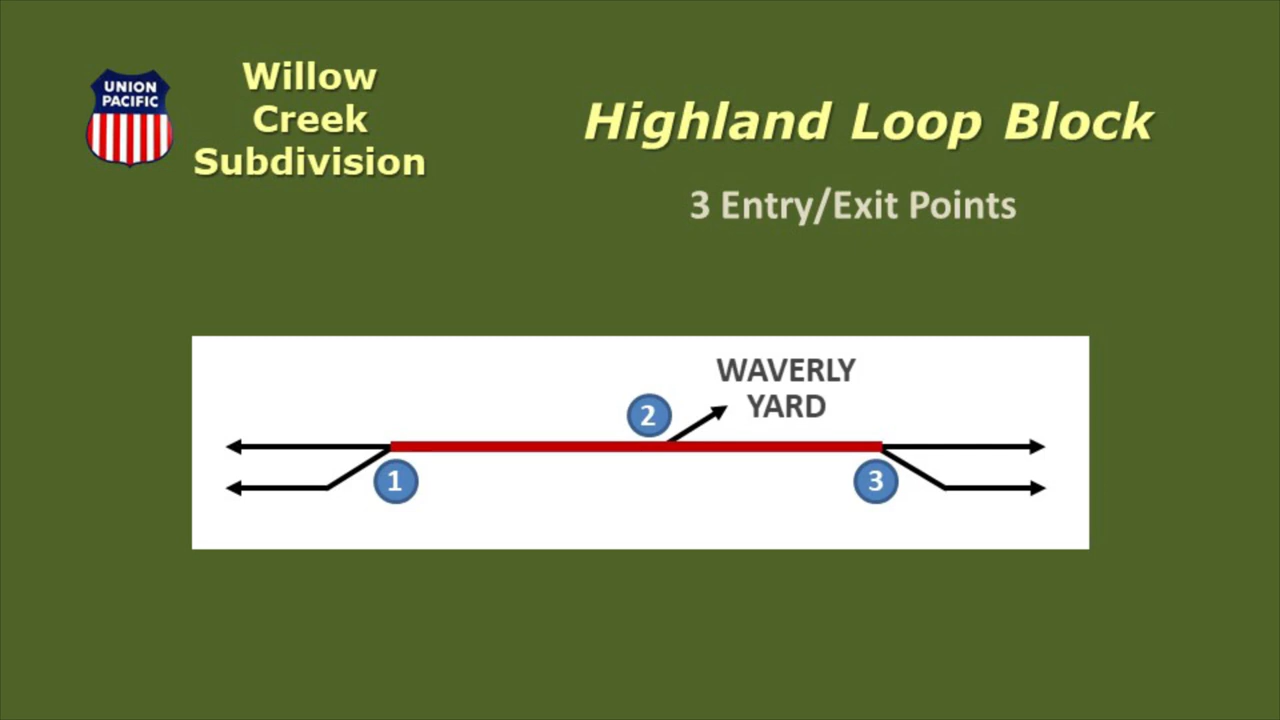 UNION
PACIFIC
Willow
Creek
Subdivision
Highland Loop Block
3 Entry/Exit Points
WAVERLY
YARD
2
1
3